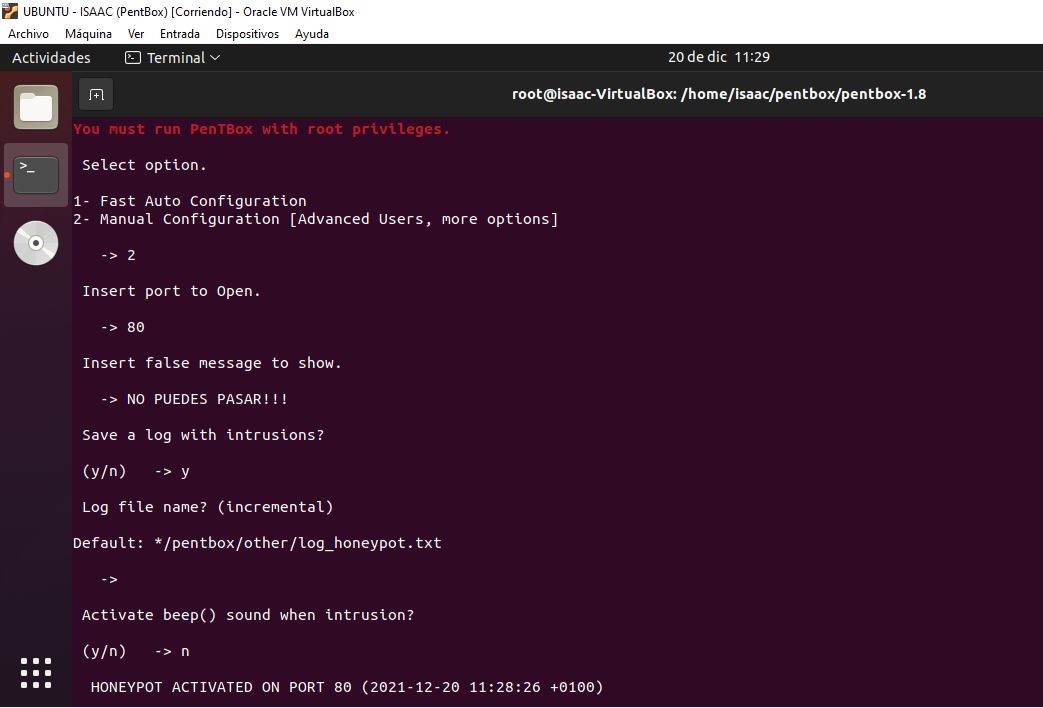 UBUNTU - ISAAC (PentBox) [Corriendo] - Oracle VM VirtualBox
Archivo Máquina Ver Entrada Dispositivos Ayuda
Actividades Terminal 20 de dic 11:29
root@isaac-VirtualBox: /home/isaac/pentbox/pentbox-1.8
You must run PenTBox with root privileges.
Select option.
1- Fast Auto Configuration
2- Manual Configuration [Advanced Users, more options]
-> 2
Insert port to Open.
-> 80
Insert false message to show.
-> NO PUEDES PASAR!!!
Save a log with intrusions?
(y/n) -> y
Log file name? (incremental)
Default: */pentbox/other/log_honeypot.txt
->
Activate beep() sound when intrusion?
(y/n) -> n
HONEYPOT ACTIVATED ON PORT 80 (2021-12-20 11:28:26 +0100)